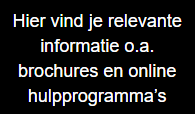 Hier vind je relevante
informatie o.a.
brochures en online
hulpprogramma's